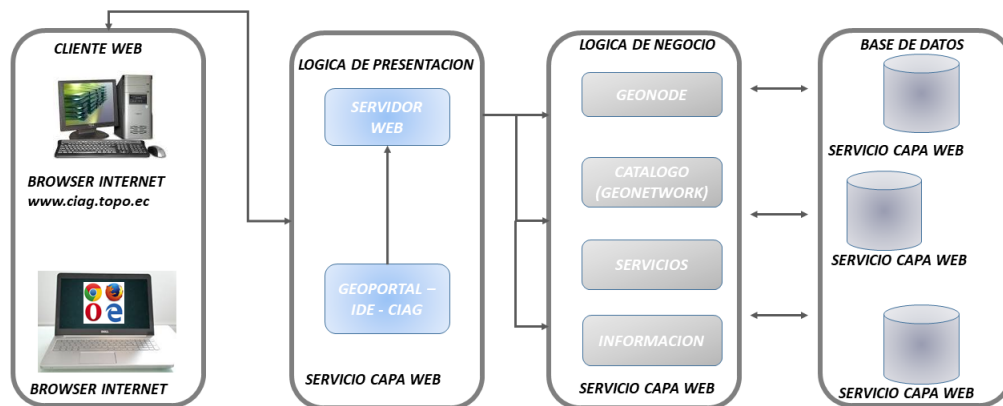 CLIENTE WEB
BROWSER INTERNET
www.ciag.topo.ec
BROWSER INTERNET
LOGICA DE PRESENTACION
SERVIDOR
WEB
GEOPORTAL –
IDE - CIAG
SERVICIO CAPA WEB
LOGICA DE NEGOCIO
GEONODE
CATALOGO
(GEONETWORK)
SERVICIOS
INFORMACION
SERVICIO CAPA WEB
BASE DE DATOS
SERVICIO CAPA WEB
SERVICIO CAPA WEB
SERVICIO CAPA WEB